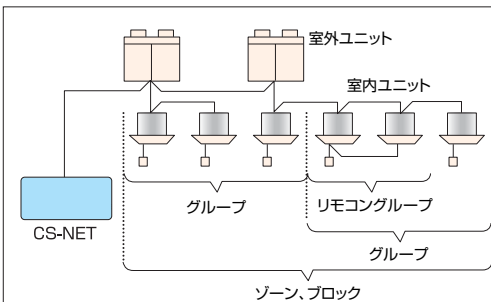 室外ユニット
室内ユニット
グループ
リモコングループ
CS-NET
グループ
ゾーン、ブロック